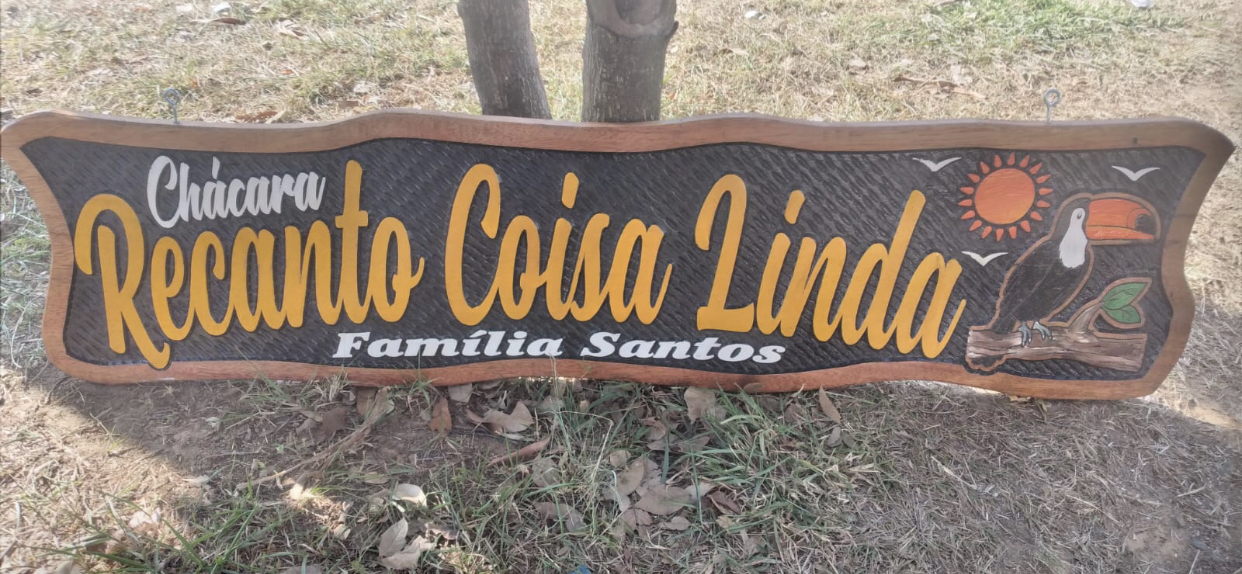 Chácara
Recanto Coisa Linda
Família Santos